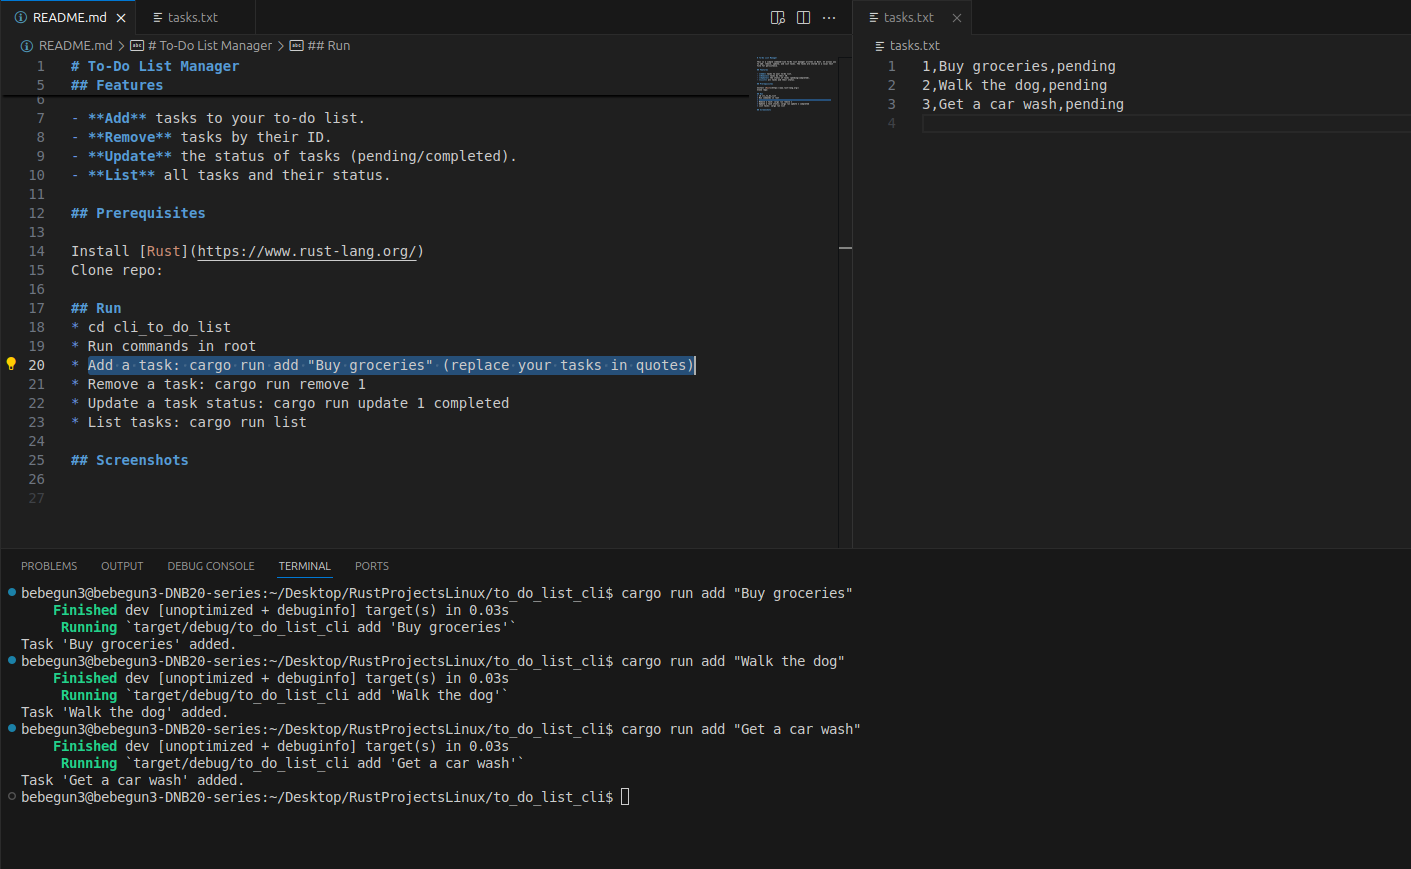 README.md
tasks.txt
README.md > # To-Do List Manager > ## Run
1 # To-Do List Manager
5 ## Features
6
7 - **Add** tasks to your to-do list.
8 - **Remove** tasks by their ID.
9 - **Update** the status of tasks (pending/completed).
10 - **List** all tasks and their status.
11
12 ## Prerequisites
13
14 Install [Rust](https://www.rust-lang.org/)
15 Clone repo:
16
17 ## Run
18 * cd cli_to_do_list
19 * Run commands in root
20 * Add a task: cargo run add "Buy groceries" (replace your tasks in quotes)
21 * Remove a task: cargo run remove 1
22 * Update a task status: cargo run update 1 completed
23 * List tasks: cargo run list
24
25 ## Screenshots
26
27
tasks.txt
tasks.txt
1 1,Buy groceries,pending
2 2,Walk the dog,pending
3 3,Get a car wash,pending
4
PROBLEMS OUTPUT DEBUG CONSOLE TERMINAL PORTS
bebegun3@bebegun3-DNB20-series:~/Desktop/RustProjectsLinux/to_do_list_cli$ cargo run add "Buy groceries"
Finished dev [unoptimized + debuginfo] target(s) in 0.03s
Running `target/debug/to_do_list_cli add 'Buy groceries'`
Task 'Buy groceries' added.
bebegun3@bebegun3-DNB20-series:~/Desktop/RustProjectsLinux/to_do_list_cli$ cargo run add "Walk the dog"
Finished dev [unoptimized + debuginfo] target(s) in 0.03s
Running `target/debug/to_do_list_cli add 'Walk the dog'`
Task 'Walk the dog' added.
bebegun3@bebegun3-DNB20-series:~/Desktop/RustProjectsLinux/to_do_list_cli$ cargo run add "Get a car wash"
Finished dev [unoptimized + debuginfo] target(s) in 0.03s
Running `target/debug/to_do_list_cli add 'Get a car wash'`
Task 'Get a car wash' added.
bebegun3@bebegun3-DNB20-series:~/Desktop/RustProjectsLinux/to_do_list_cli$